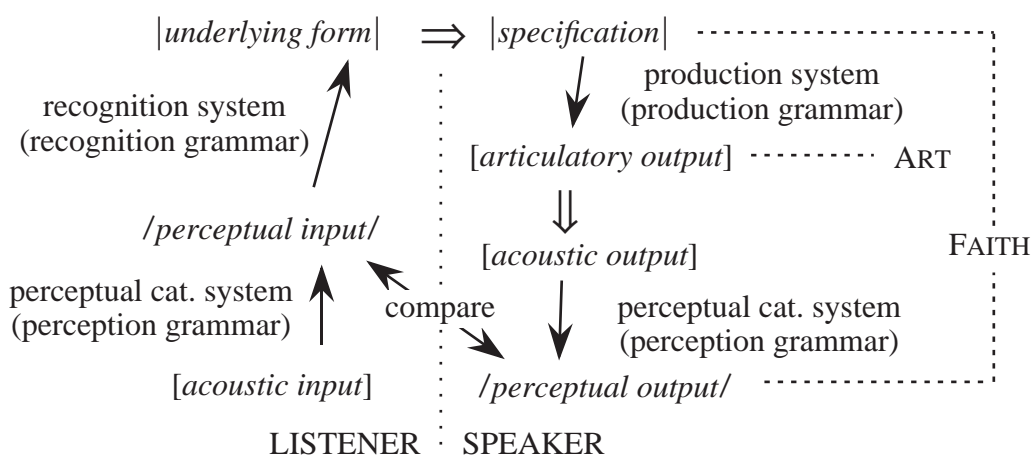 |underlying form| ⇒ |specification|
production system
(production grammar)
recognition system
(recognition grammar)
[articulatory output]
ART
/perceptual input/
[acoustic output]
FAITH
perceptual cat. system
(perception grammar)
compare
perceptual cat. system
(perception grammar)
[acoustic input]
/perceptual output/
LISTENER
SPEAKER